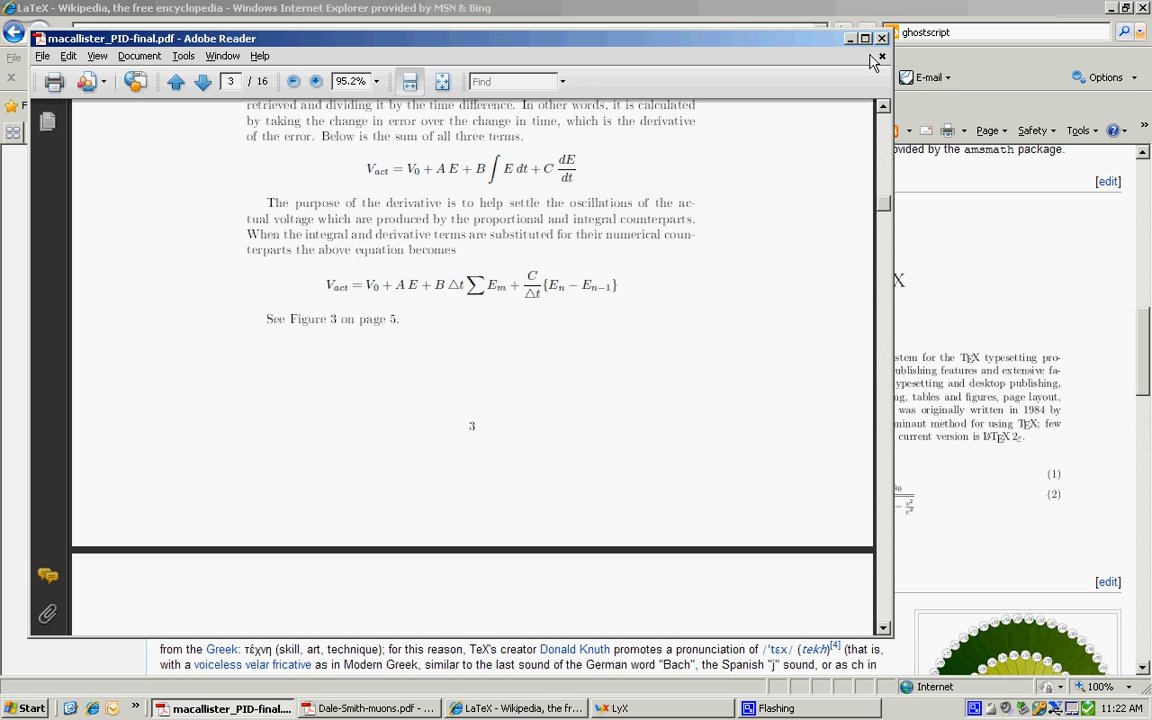 LaTeX - Wikipedia, the free encyclopedia - Windows Internet Explorer provided by MSN & Bing
macallister_PID-final.pdf - Adobe Reader
ghostscript
File Edit View Document Tools Window Help
File
3 / 16 95.2% Find
E-mail Options
F
Page Safety Tools
retrieved and dividing it by the time difference. In other words, it is calculated
by taking the change in error over the change in time, which is the derivative
of the error. Below is the sum of all three terms.
ovided by the amsmath package.
V_act = V_0 + A E + B ∫ E dt + C dE/dt
[edit]
The purpose of the derivative is to help settle the oscillations of the ac-
tual voltage which are produced by the proportional and integral counterparts.
When the integral and derivative terms are substituted for their numerical coun-
terparts the above equation becomes
V_act = V_0 + A E + B △t ∑ E_m + C/△t {E_n − E_{n−1}}
X
See Figure 3 on page 5.
stem for the TEX typesetting pro-
ublishing features and extensive fa-
ypesetting and desktop publishing,
ng, tables and figures, page layout,
was originally written in 1984 by
minant method for using TEX; few
current version is LATEX 2ε.
3
(1)
(2)
[edit]
from the Greek: τέχνη (skill, art, technique); for this reason, TeX's creator Donald Knuth promotes a pronunciation of /ˈtɛx/ (tekh)[4] (that is,
with a voiceless velar fricative as in Modern Greek, similar to the last sound of the German word "Bach", the Spanish "j" sound, or as ch in
Internet 100%
Start macallister_PID-final.... Dale-Smith-muons.pdf - ... LaTeX - Wikipedia, the fr... LyX Flashing 11:22 AM